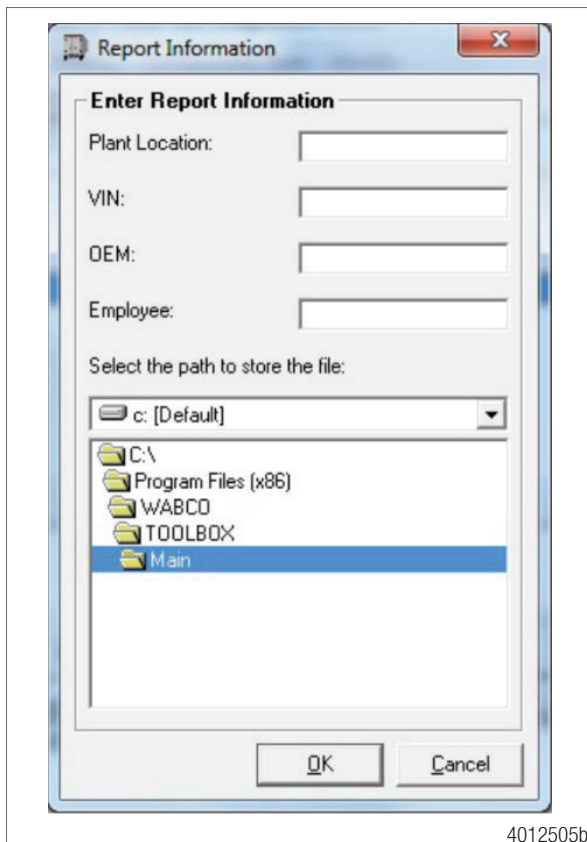 Report Information
Enter Report Information
Plant Location:
VIN:
OEM:
Employee:
Select the path to store the file:
c: [Default]
C:\
Program Files (x86)
WABCO
TOOLBOX
Main
OK Cancel
4012505b